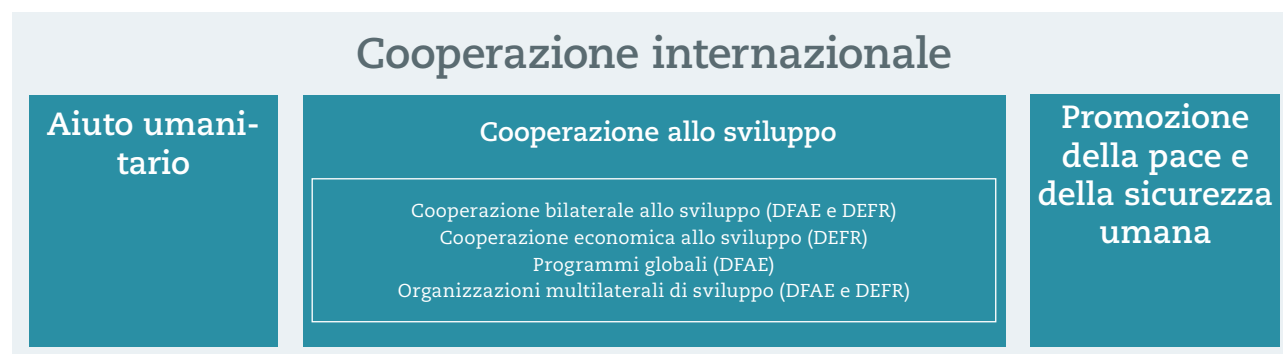 Cooperazione internazionale
Aiuto umani-
tario
Cooperazione allo sviluppo
Cooperazione bilaterale allo sviluppo (DFAE e DEFR)
Cooperazione economica allo sviluppo (DEFR)
Programmi globali (DFAE)
Organizzazioni multilaterali di sviluppo (DFAE e DEFR)
Promozione
della pace e
della sicurezza
umana